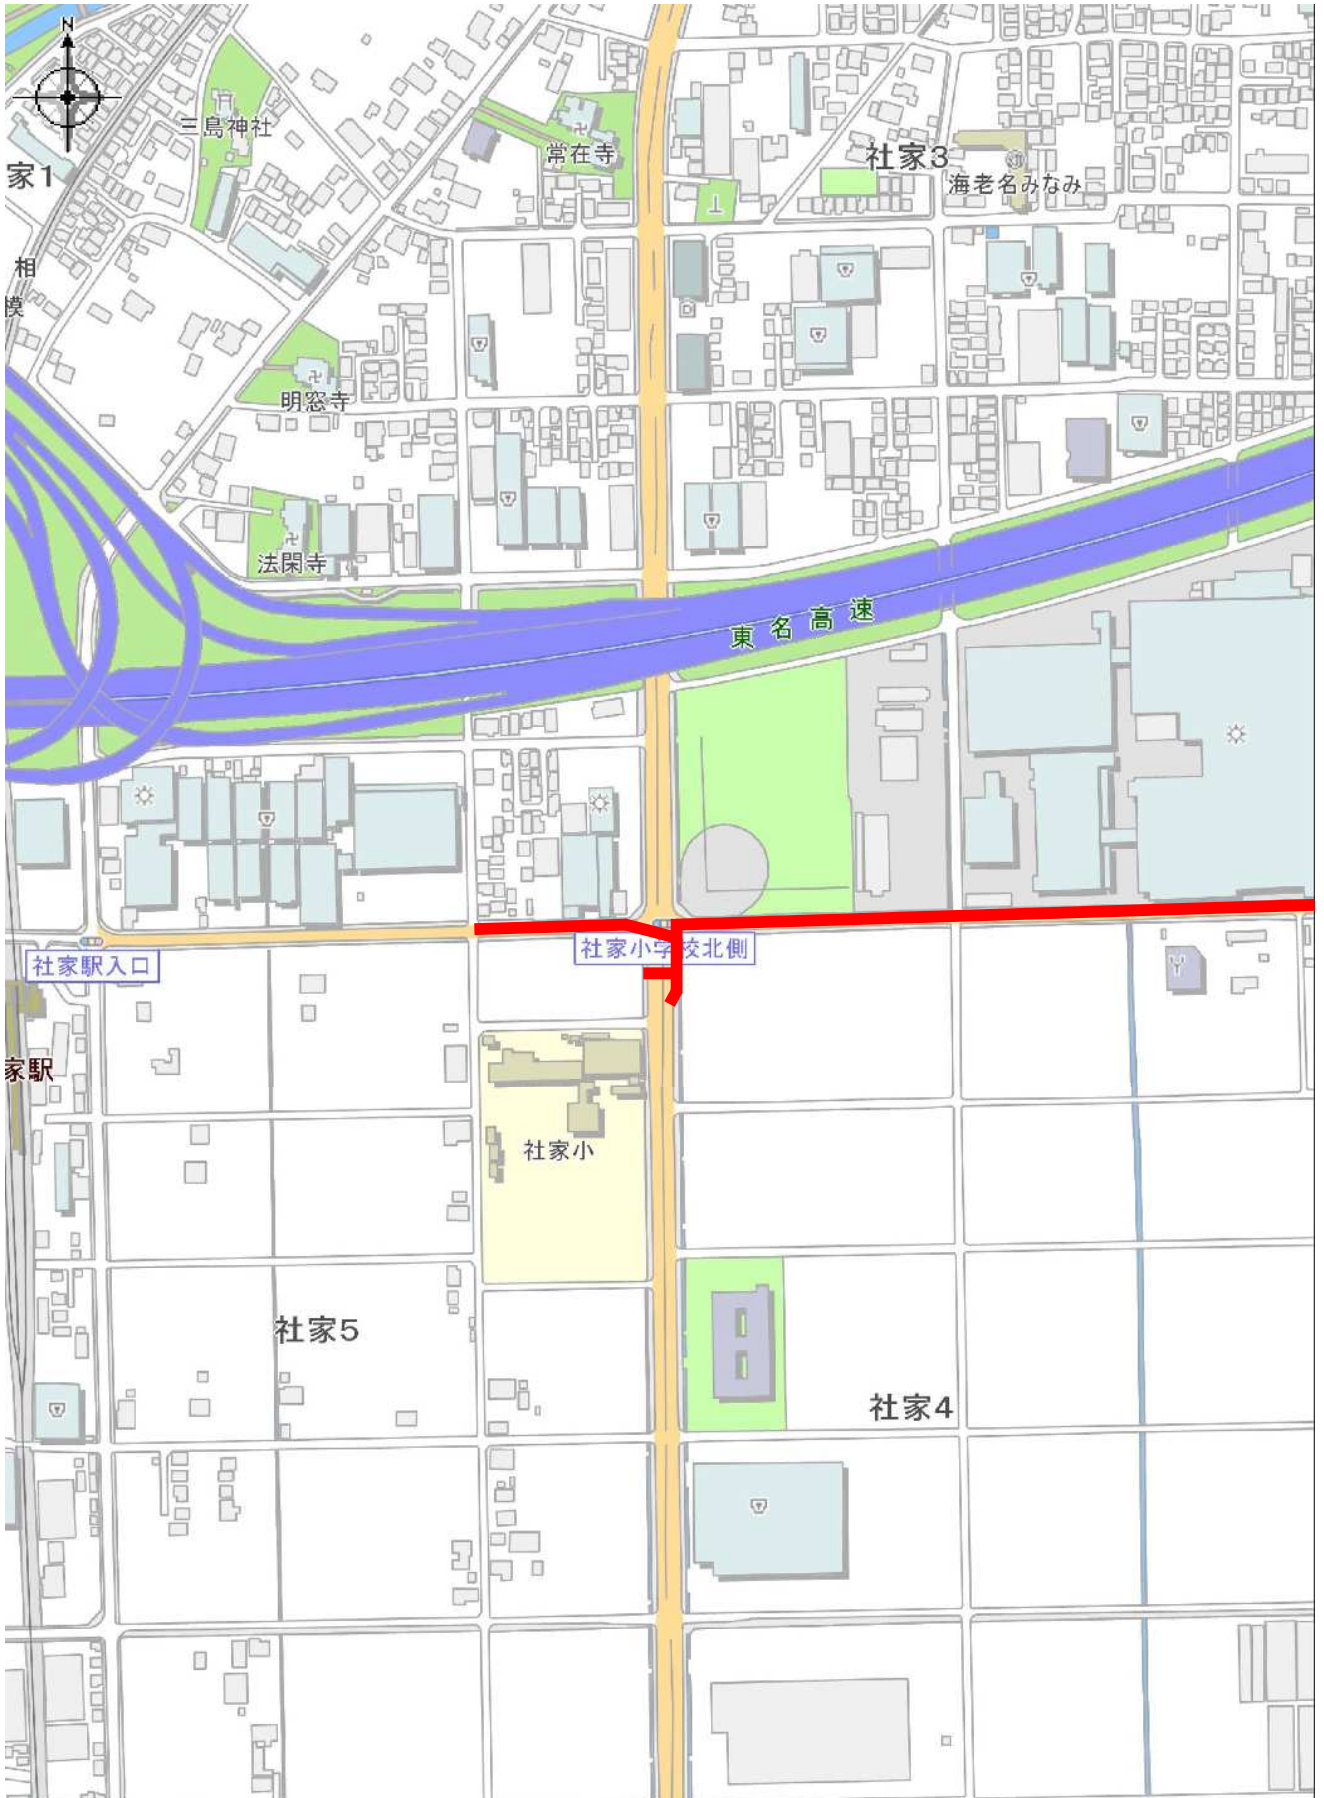 N
三島神社
常在寺
社家3
海老名みなみ
家1
相
模
明窓寺
法閑寺
東名高速
社家小学校北側
社家駅入口
家駅
社家小
社家5
社家4